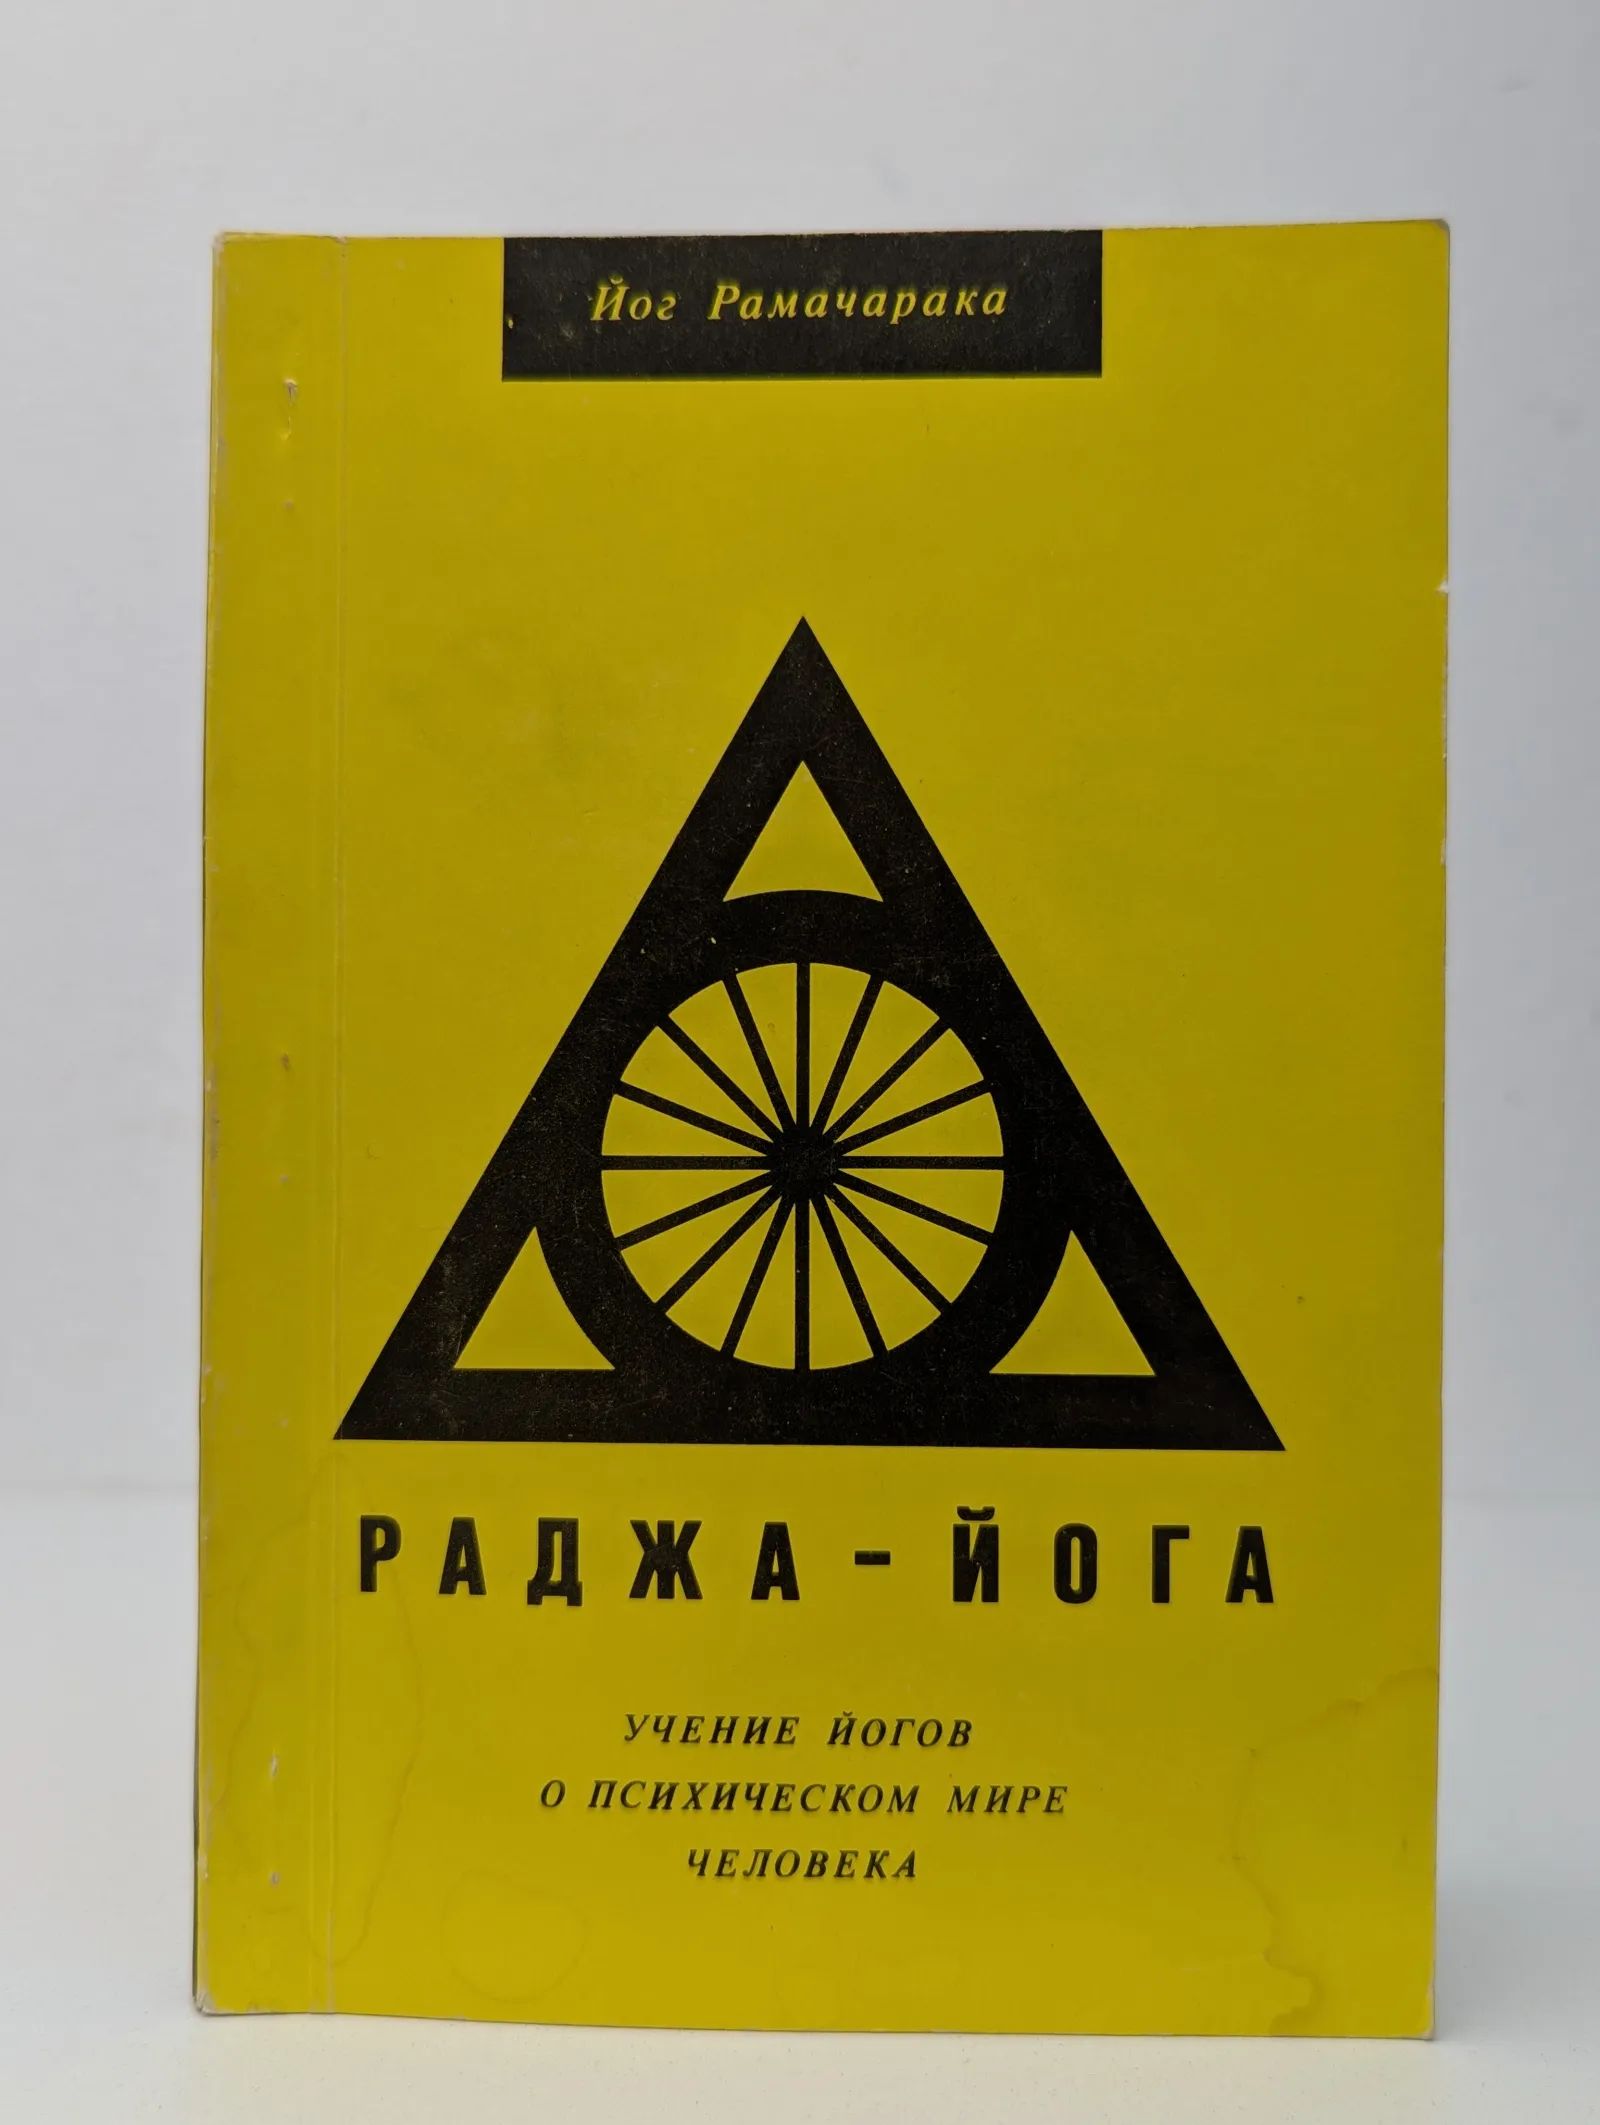 Йог Рамачарака
РАДЖА-ЙОГА
УЧЕНИЕ ЙОГОВ
О ПСИХИЧЕСКОМ МИРЕ
ЧЕЛОВЕКА